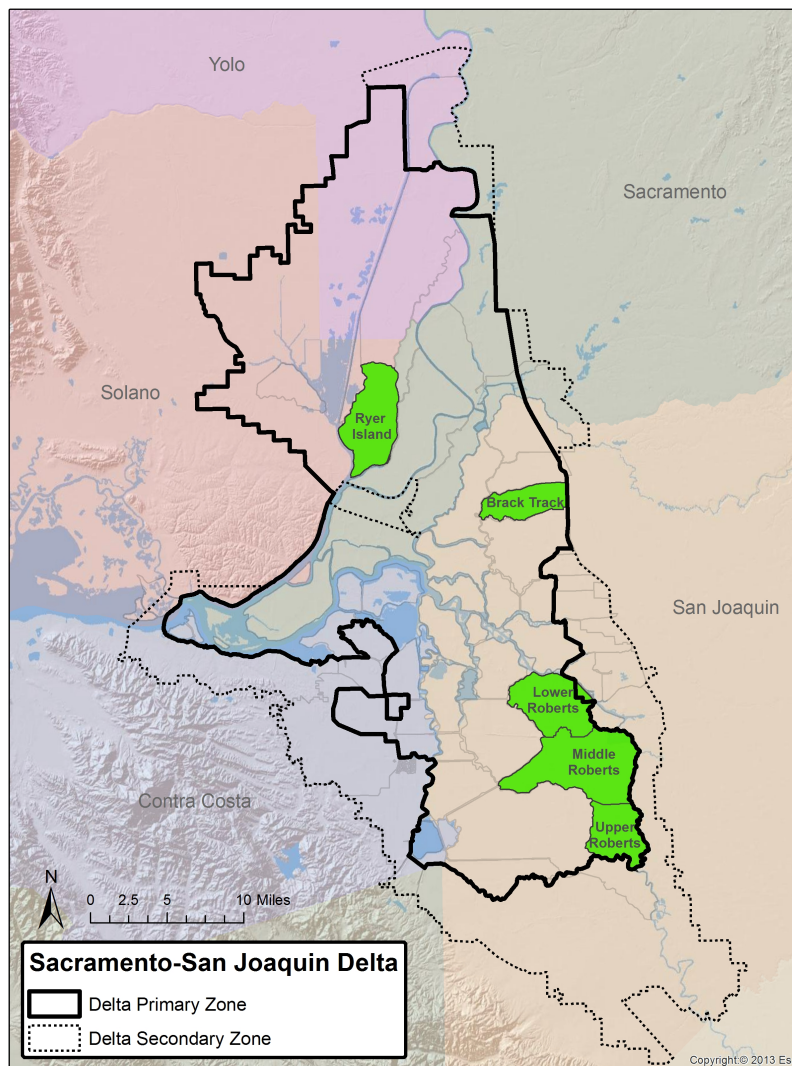 Yolo
Sacramento
Solano
Ryer
Island
Brack Track
San Joaquin
Lower
Roberts
Middle
Roberts
Contra Costa
Upper
Roberts
N
0 2.5 5 10 Miles
Sacramento-San Joaquin Delta
Delta Primary Zone
Delta Secondary Zone
Copyright:© 2013 Es